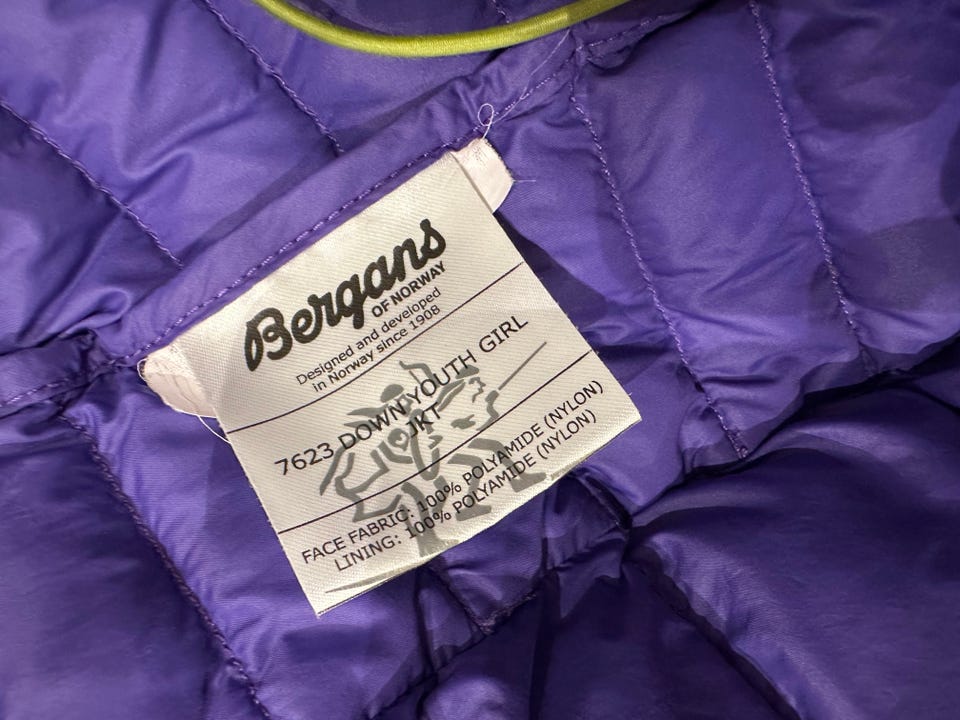 Bergans
OF NORWAY
Designed and developed
in Norway since 1908
7623 DOWN YOUTH GIRL
JKT
FACE FABRIC: 100% POLYAMIDE (NYLON)
LINING: 100% POLYAMIDE (NYLON)